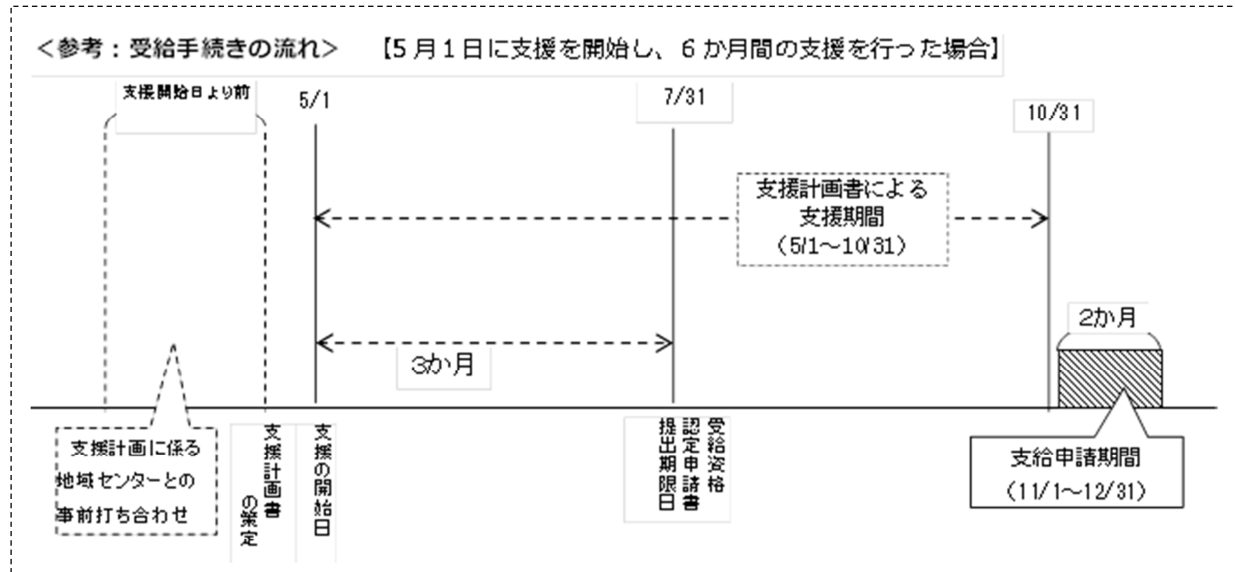 ＜参考：受給手続きの流れ＞　【5月1日に支援を開始し、6か月間の支援を行った場合】
支援開始日より前
5/1
7/31
10/31
支援計画書による
支援期間
（5/1～10/31）
2か月
3か月
支援計画に係る
地域センターとの
事前打ち合わせ
支援計画書
の策定
支援の開始日
受給資格
認定申請書
提出期限日
支給申請期間
（11/1～12/31）